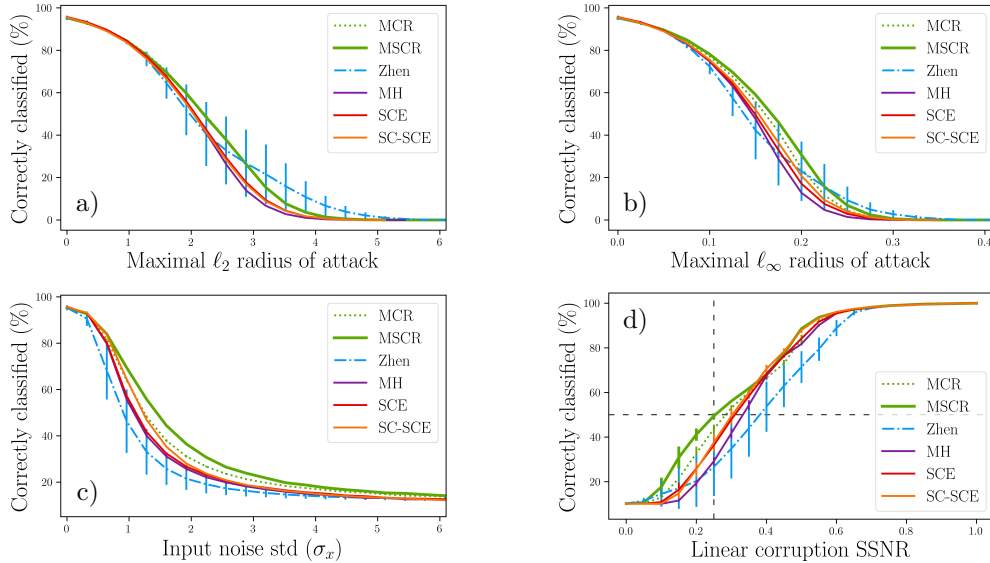 100
80
60
40
20
0
Correctly classified (%)
MCR
MSCR
Zhen
MH
SCE
SC-SCE
a)
0 1 2 3 4 5 6
Maximal ℓ₂ radius of attack
100
80
60
40
20
0
Correctly classified (%)
MCR
MSCR
Zhen
MH
SCE
SC-SCE
b)
0.0 0.1 0.2 0.3 0.4
Maximal ℓ∞ radius of attack
100
80
60
40
20
Correctly classified (%)
MCR
MSCR
Zhen
MH
SCE
SC-SCE
c)
0 1 2 3 4 5 6
Input noise std (σₓ)
100
80
60
40
20
Correctly classified (%)
d)
MCR
MSCR
Zhen
MH
SCE
SC-SCE
0.0 0.2 0.4 0.6 0.8 1.0
Linear corruption SSNR